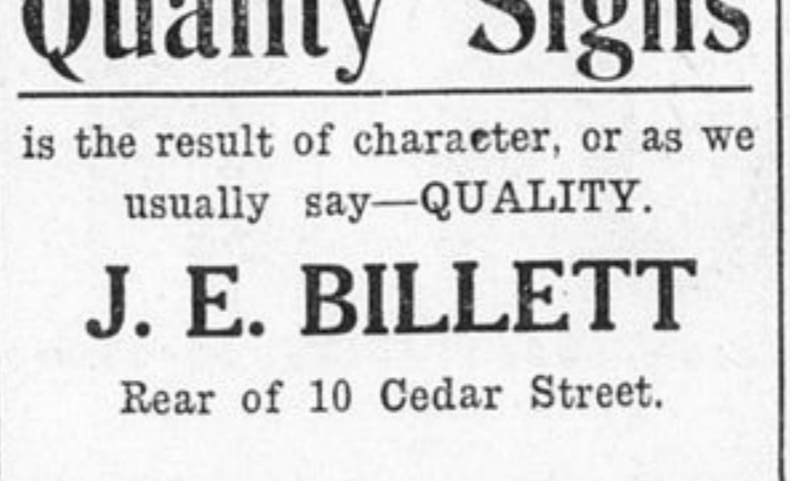 Quality Signs
is the result of character, or as we
usually say—QUALITY.
J. E. BILLETT
Rear of 10 Cedar Street.